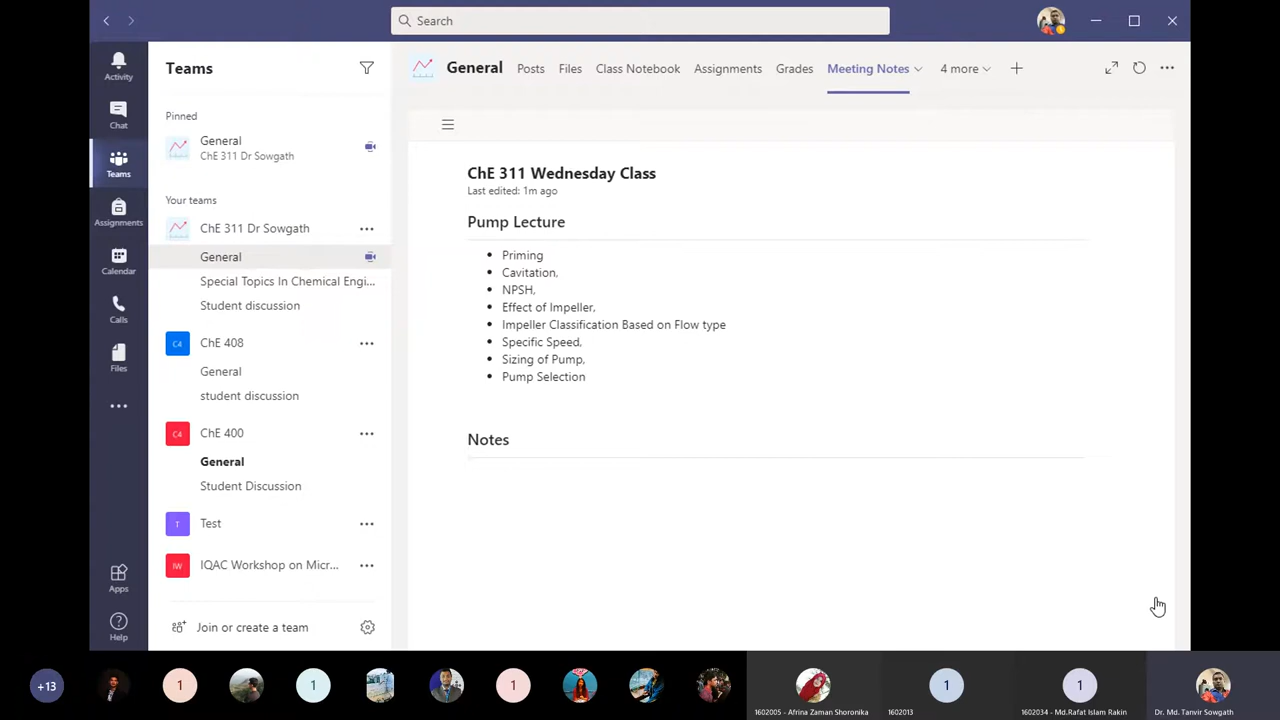 Search
Activity
Chat
Teams
Assignments
Calendar
Calls
Files
Apps
Help
Teams
Pinned
General
ChE 311 Dr Sowgath
Your teams
ChE 311 Dr Sowgath
General
Special Topics In Chemical Engi...
Student discussion
C4 ChE 408
General
student discussion
C4 ChE 400
General
Student Discussion
T Test
IW IQAC Workshop on Micr...
Join or create a team
General Posts Files Class Notebook Assignments Grades Meeting Notes 4 more
ChE 311 Wednesday Class
Last edited: 1m ago
Pump Lecture
• Priming
• Cavitation,
• NPSH,
• Effect of Impeller,
• Impeller Classification Based on Flow type
• Specific Speed,
• Sizing of Pump,
• Pump Selection
Notes
+13 1 1 1 1 1
1602005 - Afrina Zaman Shoronika 1602013 1602034 - Md.Rafat Islam Rakin Dr. Md. Tanvir Sowgath